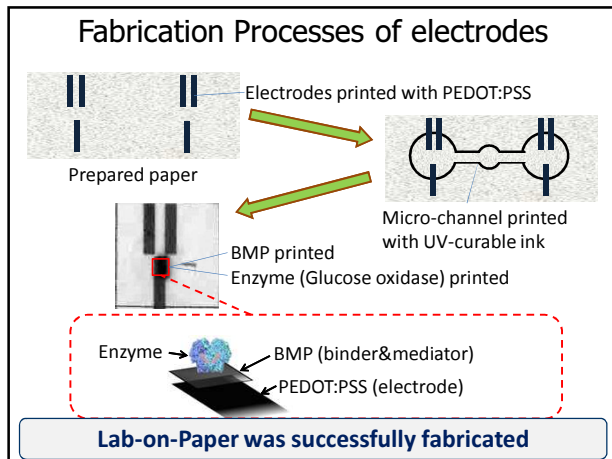 Fabrication Processes of electrodes
Electrodes printed with PEDOT:PSS
Prepared paper
Micro-channel printed
with UV-curable ink
BMP printed
Enzyme (Glucose oxidase) printed
Enzyme
BMP (binder&mediator)
PEDOT:PSS (electrode)
Lab-on-Paper was successfully fabricated